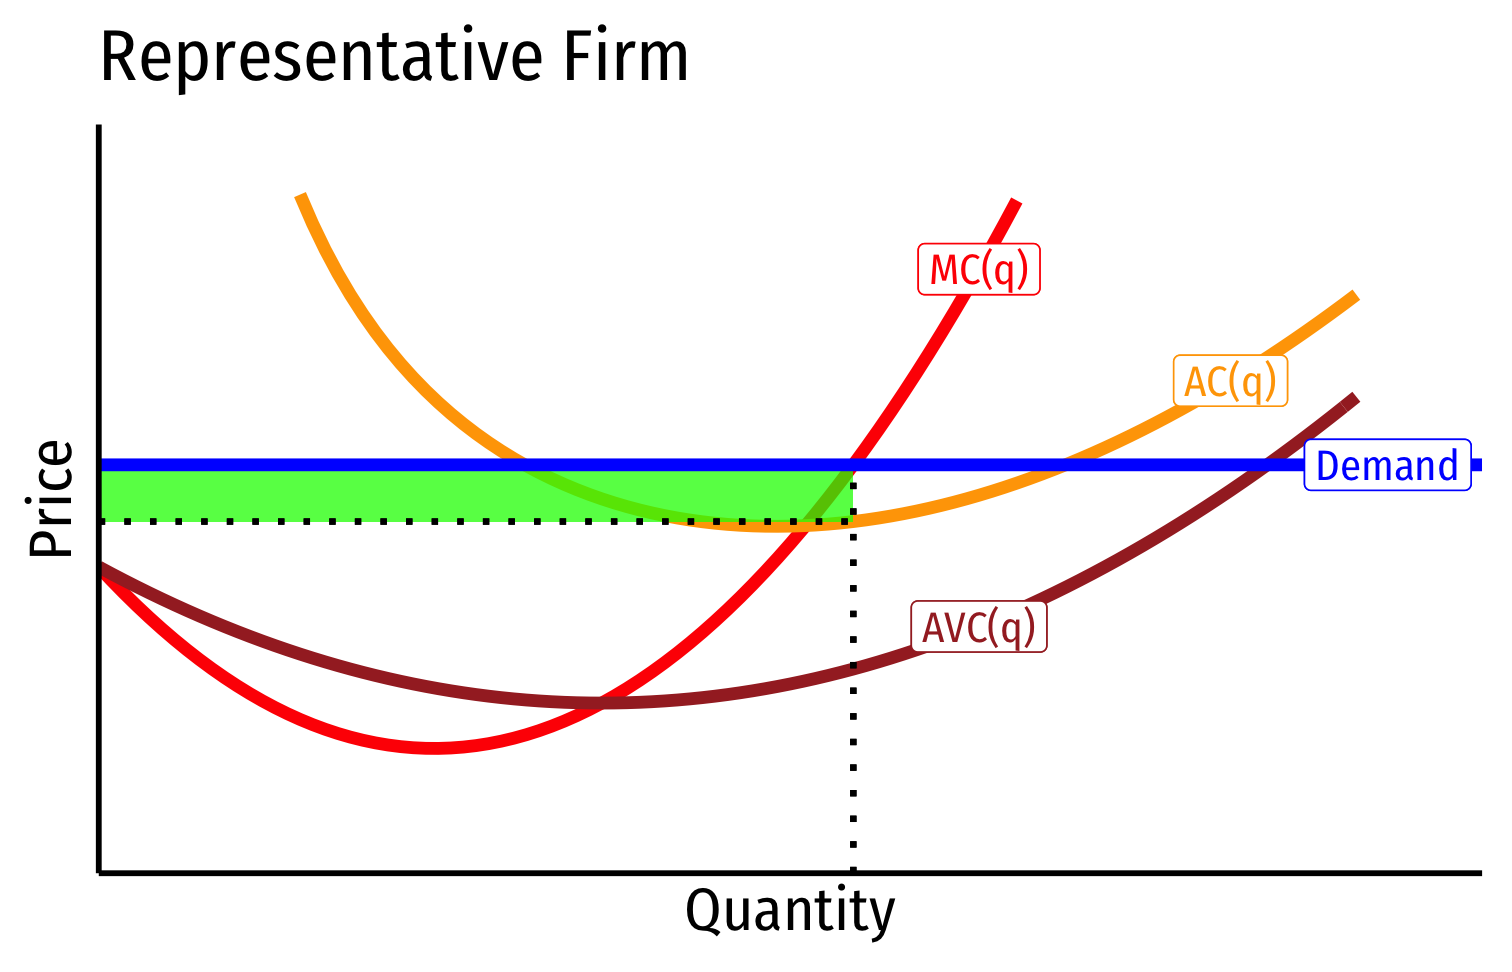 Representative Firm
MC(q)
AC(q)
Demand
AVC(q)
Price
Quantity